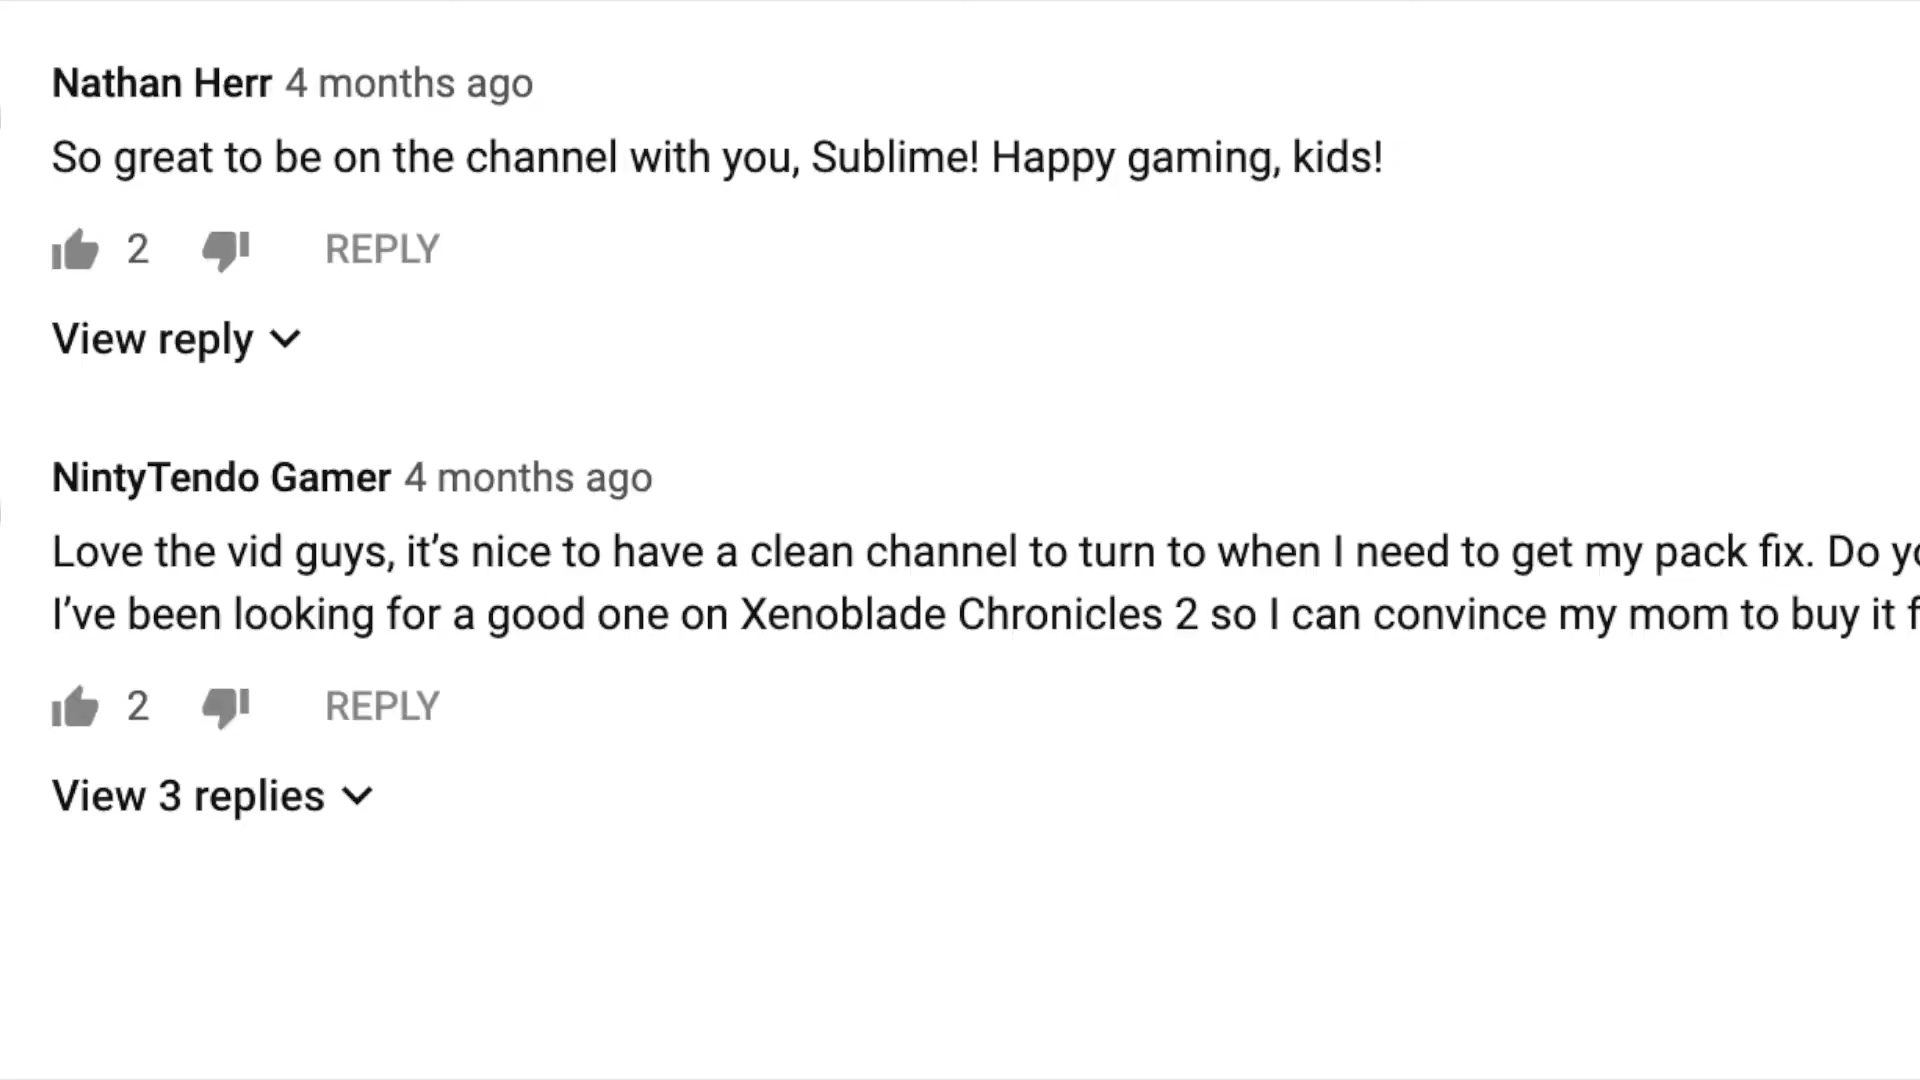 Nathan Herr 4 months ago
So great to be on the channel with you, Sublime! Happy gaming, kids!
2 REPLY
View reply
NintyTendo Gamer 4 months ago
Love the vid guys, it’s nice to have a clean channel to turn to when I need to get my pack fix. Do
I’ve been looking for a good one on Xenoblade Chronicles 2 so I can convince my mom to buy it
2 REPLY
View 3 replies